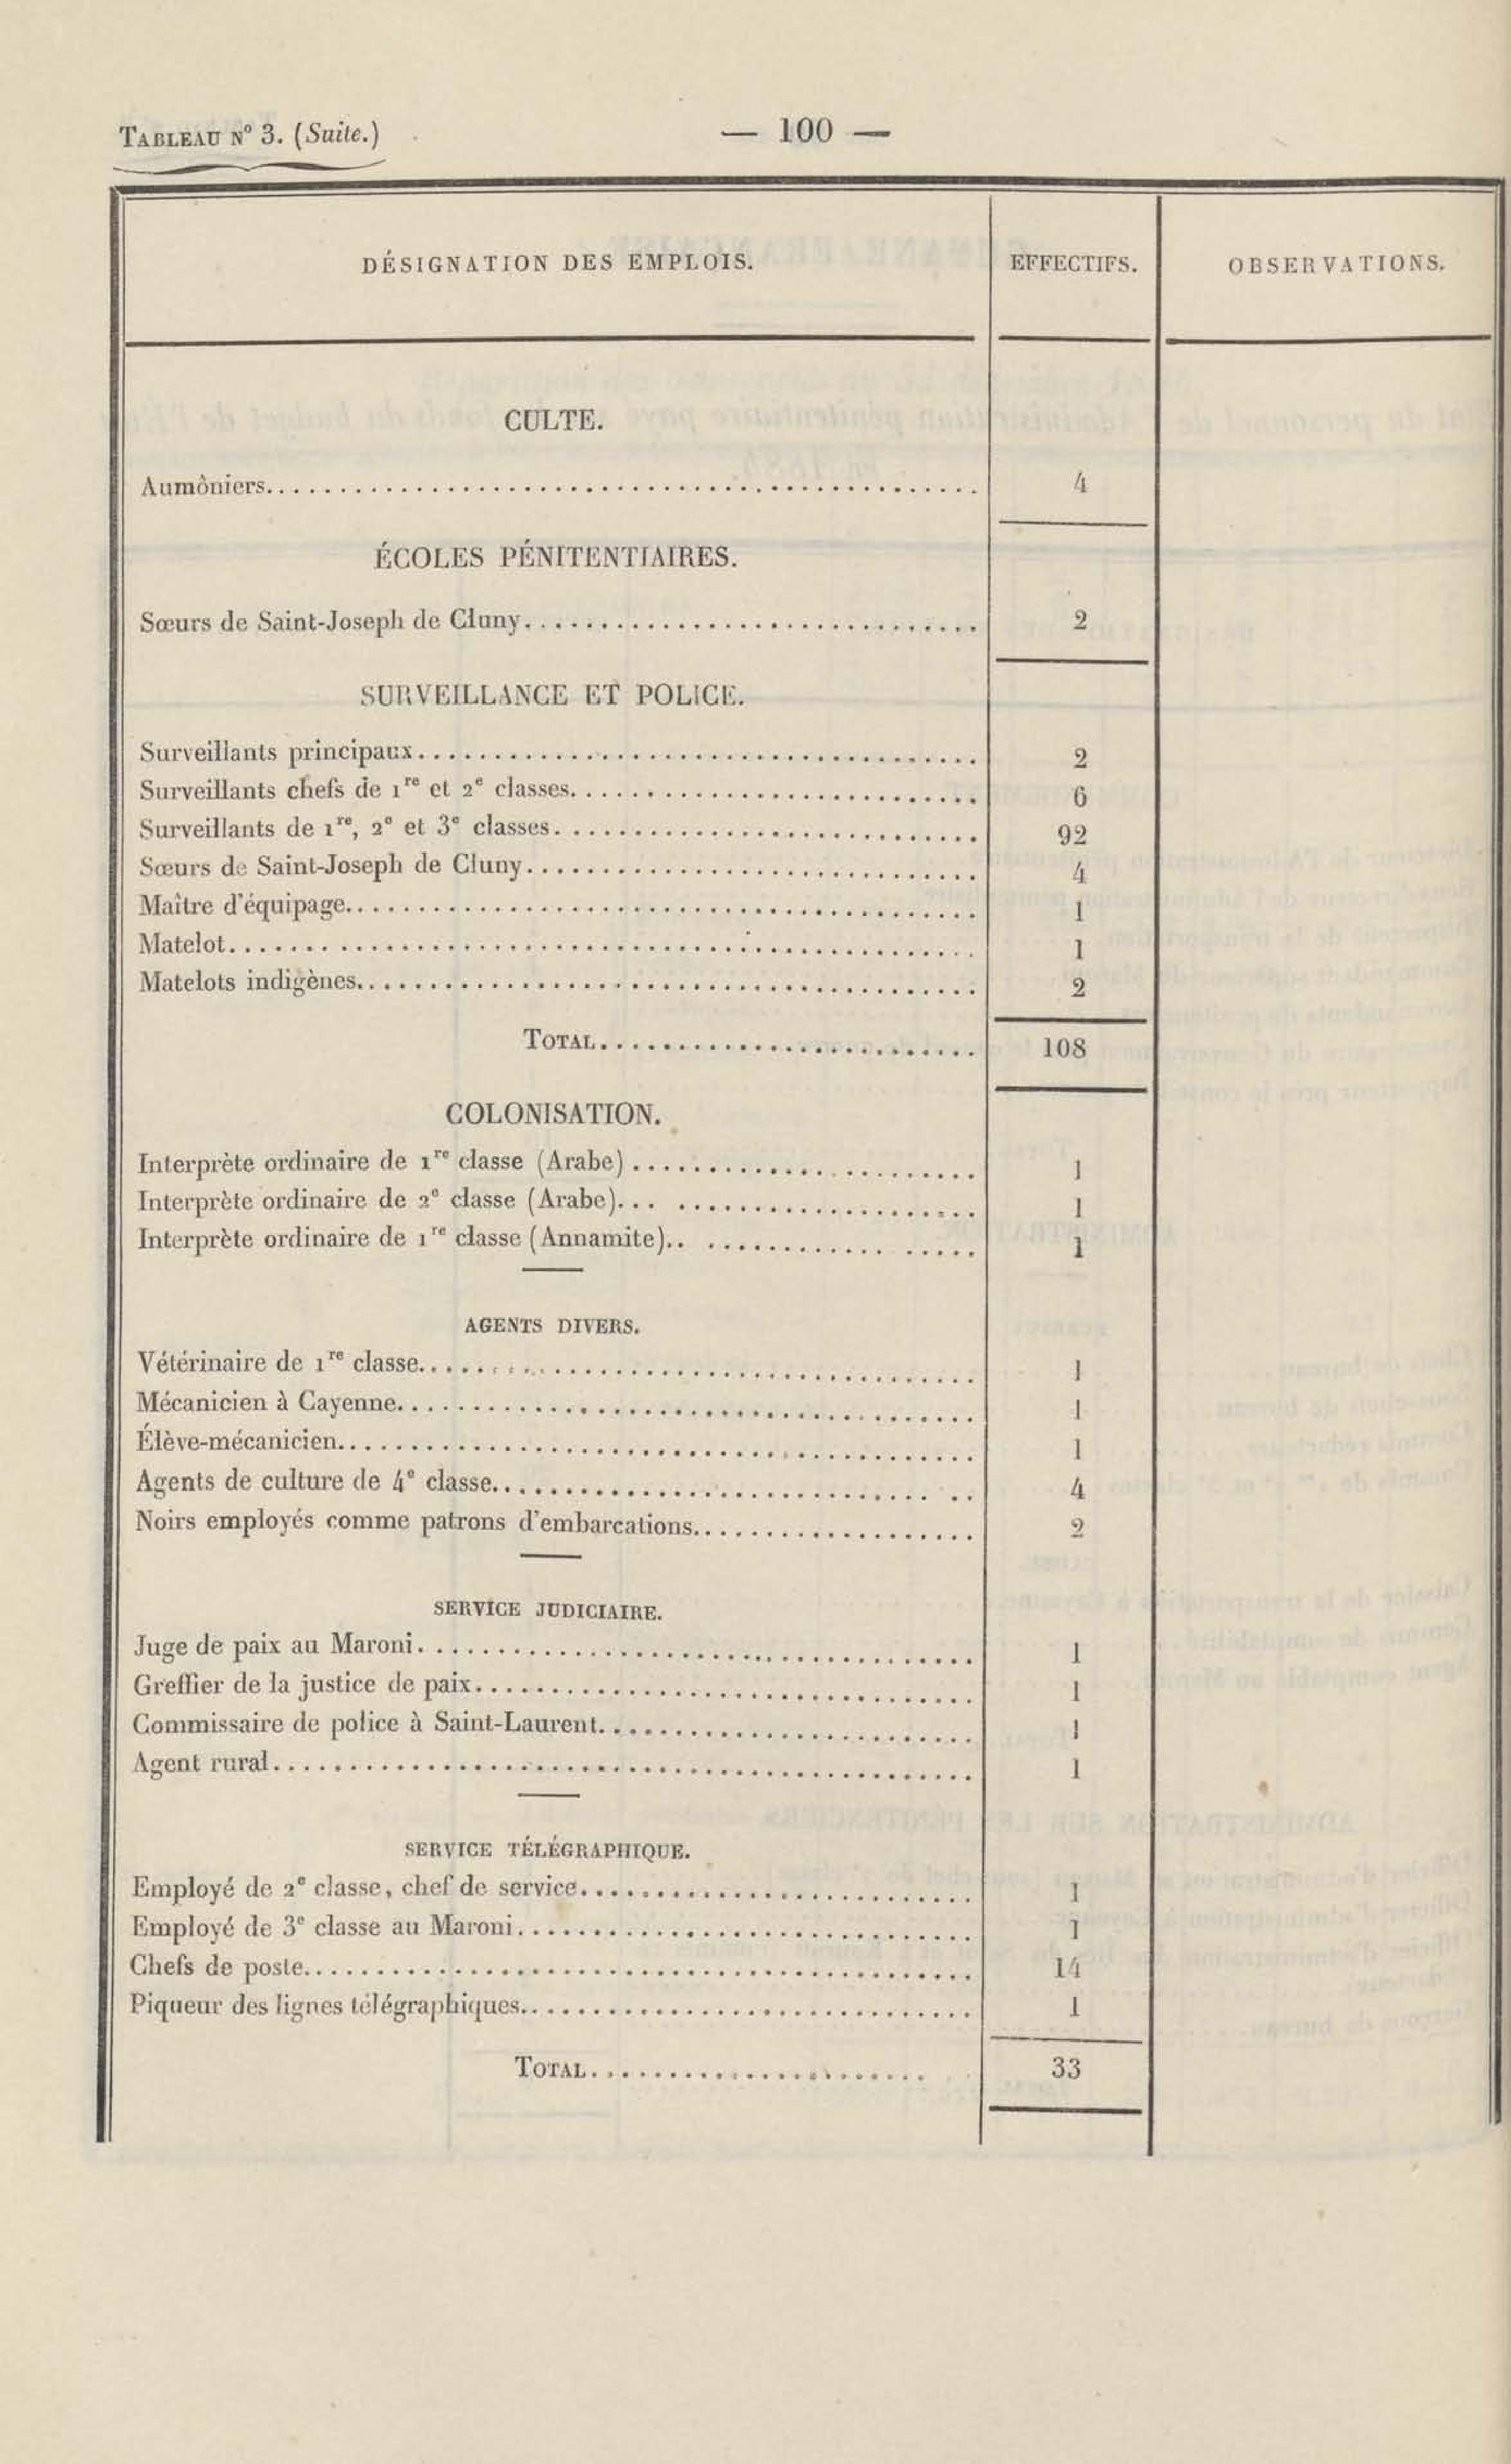 TABLEAU N° 3. (Suite.)
— 100 —
DÉSIGNATION DES EMPLOIS. EFFECTIFS. OBSERVATIONS.
CULTE.
Aumôniers 4
ÉCOLES PÉNITENTIAIRES.
Sœurs de Saint-Joseph de Cluny 2
SURVEILLANCE ET POLICE.
Surveillants principaux 2
Surveillants chefs de 1re et 2e classes 6
Surveillants de 1re, 2e et 3e classes 92
Sœurs de Saint-Joseph de Cluny 4
Maître d'équipage 1
Matelot 1
Matelots indigènes 2
TOTAL 108
COLONISATION.
Interprète ordinaire de 1re classe (Arabe) 1
Interprète ordinaire de 2e classe (Arabe) 1
Interprète ordinaire de 1re classe (Annamite) 1
AGENTS DIVERS.
Vétérinaire de 1re classe 1
Mécanicien à Cayenne 1
Élève-mécanicien 1
Agents de culture de 4e classe 4
Noirs employés comme patrons d'embarcations 2
SERVICE JUDICIAIRE.
Juge de paix au Maroni 1
Greffier de la justice de paix 1
Commissaire de police à Saint-Laurent 1
Agent rural 1
SERVICE TÉLÉGRAPHIQUE.
Employé de 2e classe, chef de service 1
Employé de 3e classe au Maroni 1
Chefs de poste 14
Piqueur des lignes télégraphiques 1
TOTAL 33